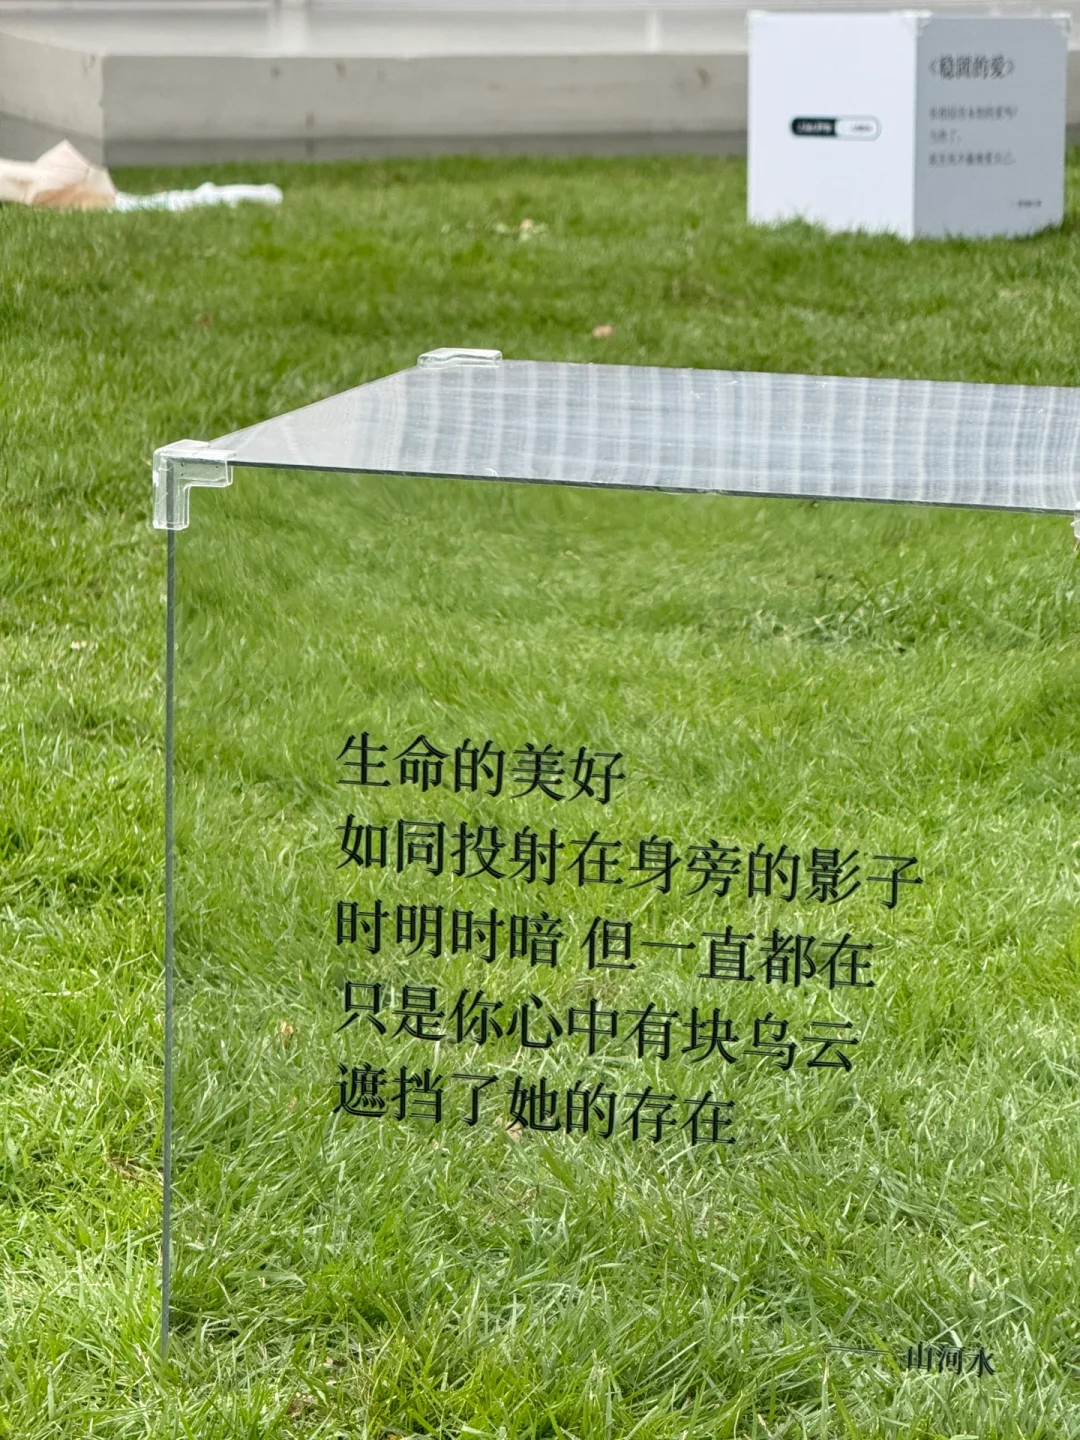 《稳固的爱》
生命的美好
如同投射在身旁的影子
时明时暗 但一直都在
只是你心中有块乌云
遮挡了她的存在
—— 山河水